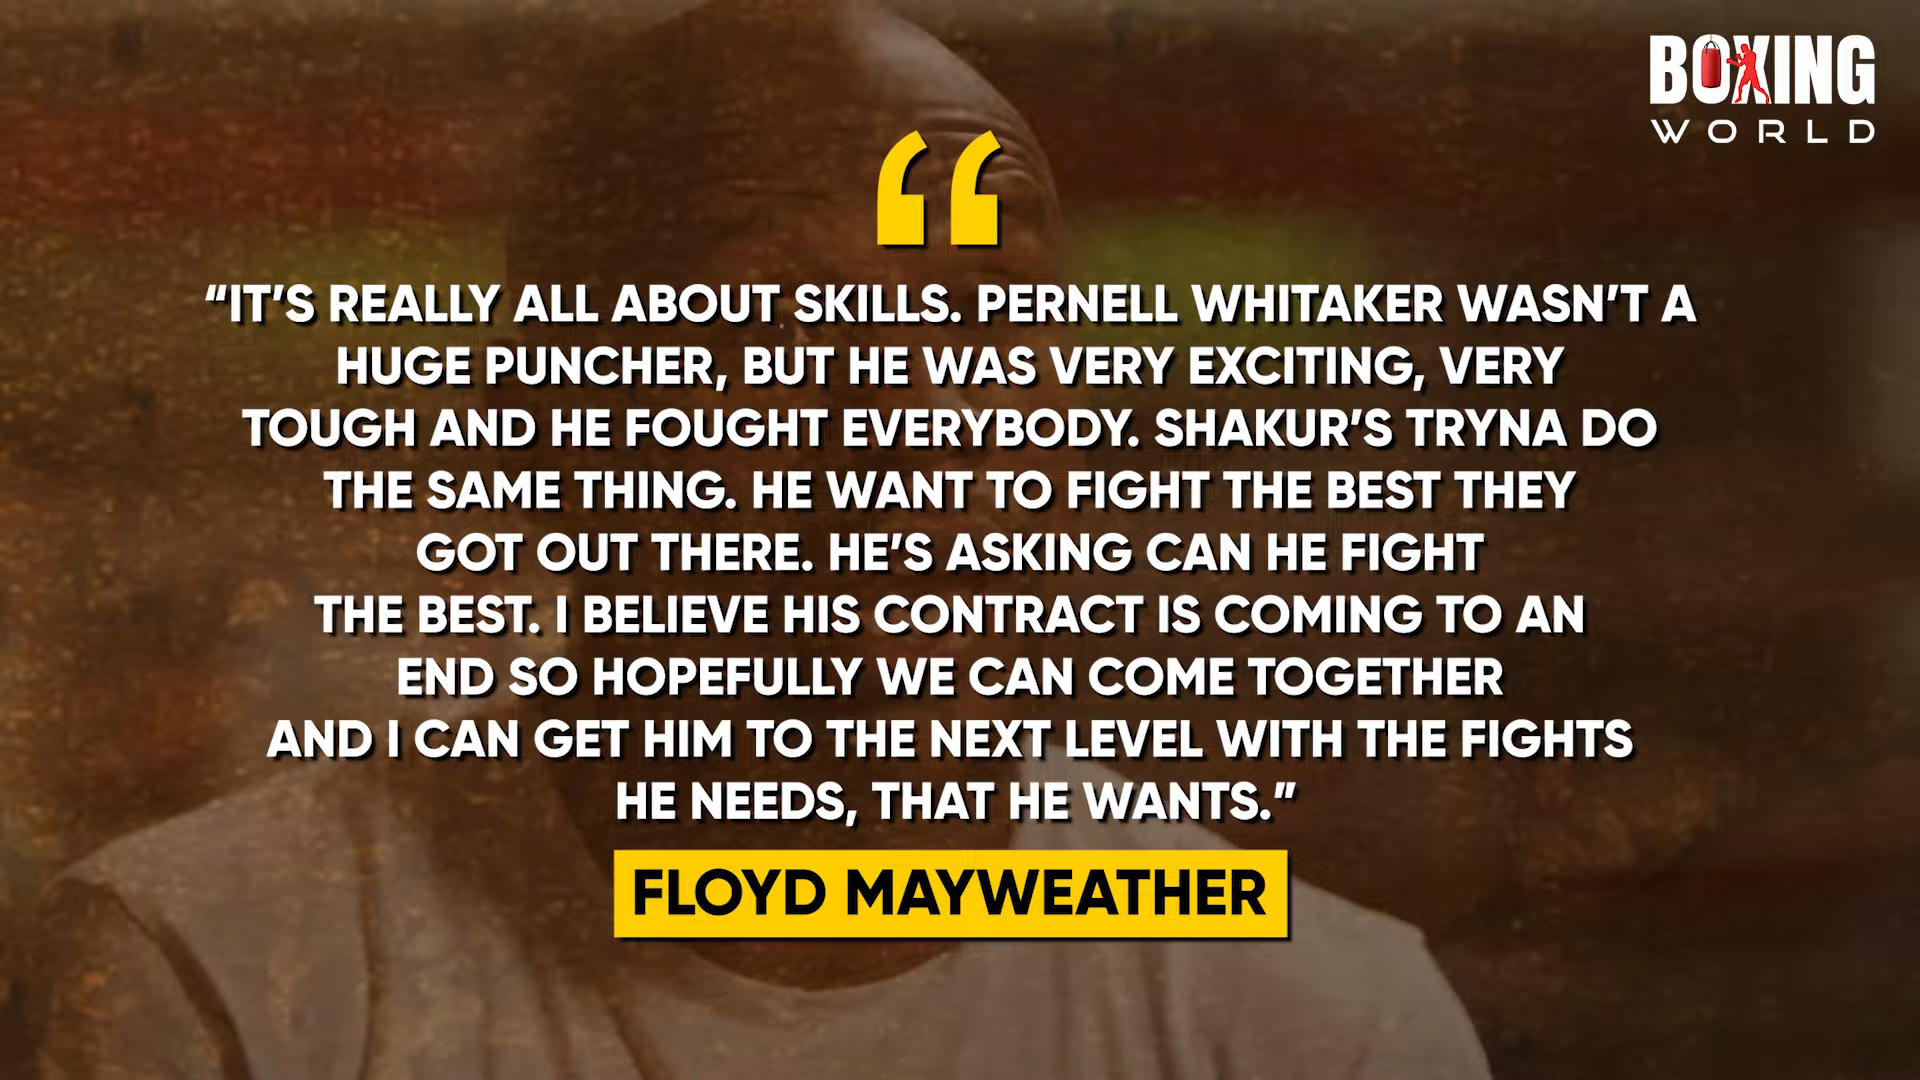 BOXING
WORLD
“
“IT’S REALLY ALL ABOUT SKILLS. PERNELL WHITAKER WASN’T A
HUGE PUNCHER, BUT HE WAS VERY EXCITING, VERY
TOUGH AND HE FOUGHT EVERYBODY. SHAKUR’S TRYNA DO
THE SAME THING. HE WANT TO FIGHT THE BEST THEY
GOT OUT THERE. HE’S ASKING CAN HE FIGHT
THE BEST. I BELIEVE HIS CONTRACT IS COMING TO AN
END SO HOPEFULLY WE CAN COME TOGETHER
AND I CAN GET HIM TO THE NEXT LEVEL WITH THE FIGHTS
HE NEEDS, THAT HE WANTS.”
FLOYD MAYWEATHER